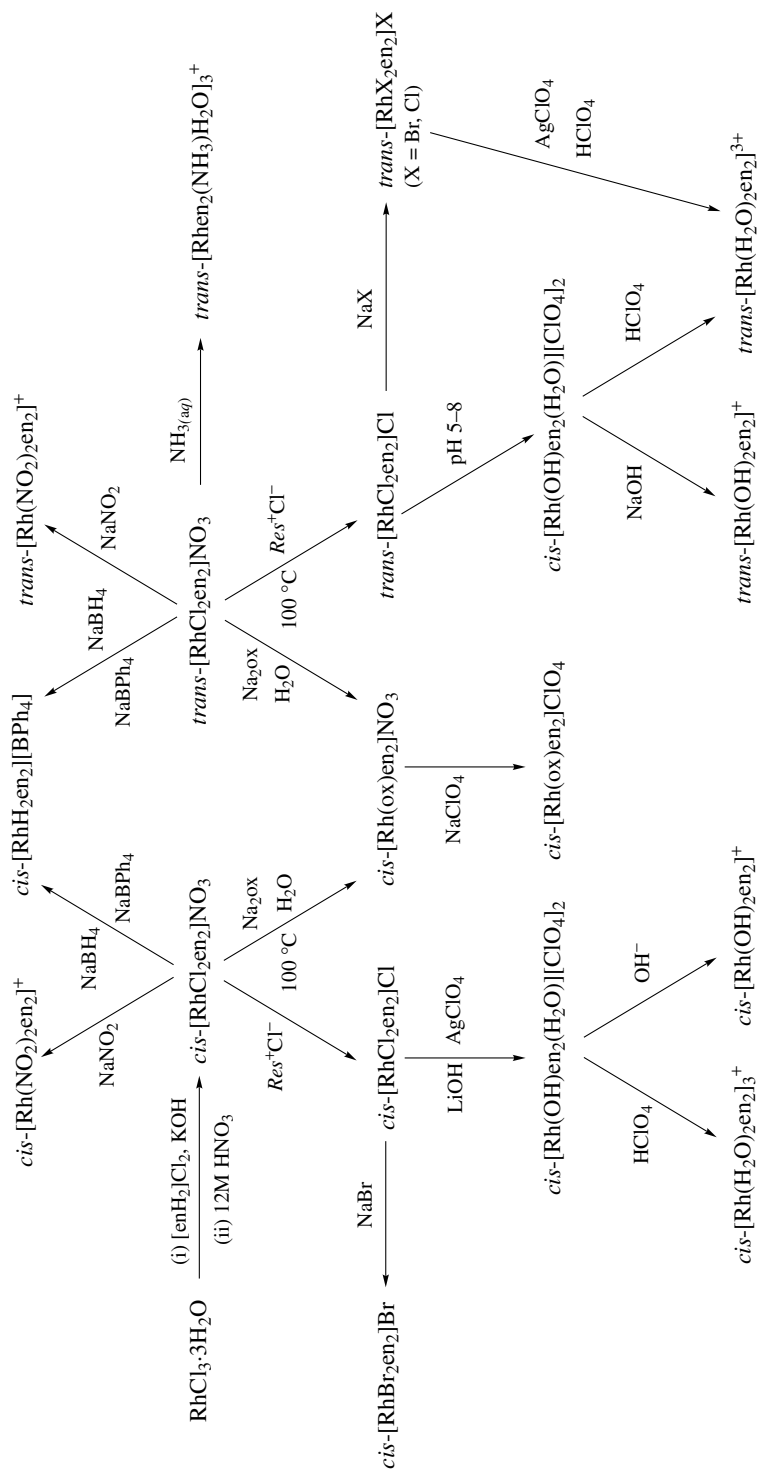 cis-[Rh(NO₂)₂en₂]⁺
cis-[RhH₂en₂][BPh₄]
trans-[Rh(NO₂)₂en₂]⁺
NaNO₂
NaBH₄
NaBPh₄
NaBPh₄
NaBH₄
NaNO₂
RhCl₃·3H₂O
(i) [enH₂]Cl₂, KOH
(ii) 12M HNO₃
cis-[RhCl₂en₂]NO₃
trans-[RhCl₂en₂]NO₃
NH₃₍aq₎
trans-[Rhen₂(NH₃)H₂O]₃⁺
Res⁺Cl⁻
100 °C
Na₂ox
H₂O
Na₂ox
H₂O
100 °C
Res⁺Cl⁻
cis-[RhBr₂en₂]Br
NaBr
cis-[RhCl₂en₂]Cl
cis-[Rh(ox)en₂]NO₃
trans-[RhCl₂en₂]Cl
NaX
trans-[RhX₂en₂]X
(X = Br, Cl)
LiOH
AgClO₄
NaClO₄
pH 5–8
AgClO₄
HClO₄
cis-[Rh(OH)en₂(H₂O)][ClO₄]₂
cis-[Rh(ox)en₂]ClO₄
cis-[Rh(OH)en₂(H₂O)][ClO₄]₂
HClO₄
OH⁻
NaOH
HClO₄
cis-[Rh(H₂O)₂en₂]₃⁺
cis-[Rh(OH)₂en₂]⁺
trans-[Rh(OH)₂en₂]⁺
trans-[Rh(H₂O)₂en₂]³⁺